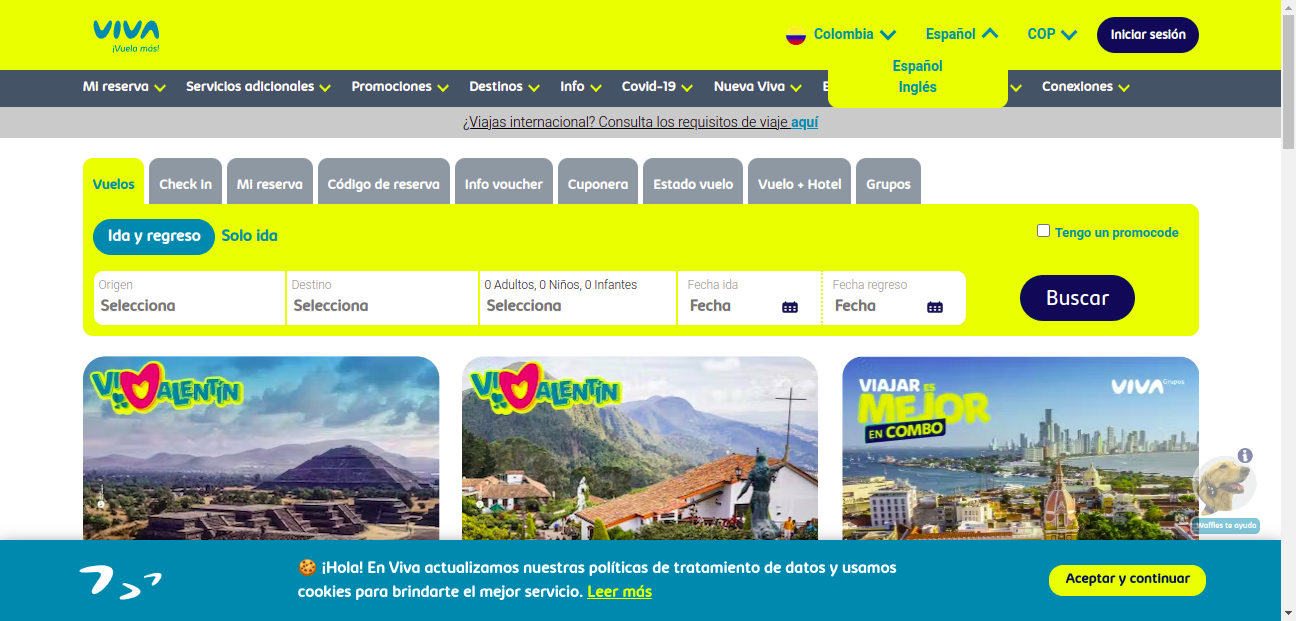 VIVA
¡Vuela más!
Colombia
Español
COP
Iniciar sesión
Español
Inglés
Mi reserva
Servicios adicionales
Promociones
Destinos
Info
Covid-19
Nueva Viva
Conexiones
¿Viajas internacional? Consulta los requisitos de viaje aquí
Vuelos
Check In
Mi reserva
Código de reserva
Info voucher
Cuponera
Estado vuelo
Vuelo + Hotel
Grupos
Ida y regreso
Solo ida
Tengo un promocode
Origen
Selecciona
Destino
Selecciona
0 Adultos, 0 Niños, 0 Infantes
Selecciona
Fecha ida
Fecha
Fecha regreso
Fecha
Buscar
VIVALENTÍN
VIVALENTÍN
VIAJAR ES
MEJOR
EN COMBO
VIVA Grupos
Waffles te ayuda
¡Hola! En Viva actualizamos nuestras políticas de tratamiento de datos y usamos
cookies para brindarte el mejor servicio. Leer más
Aceptar y continuar